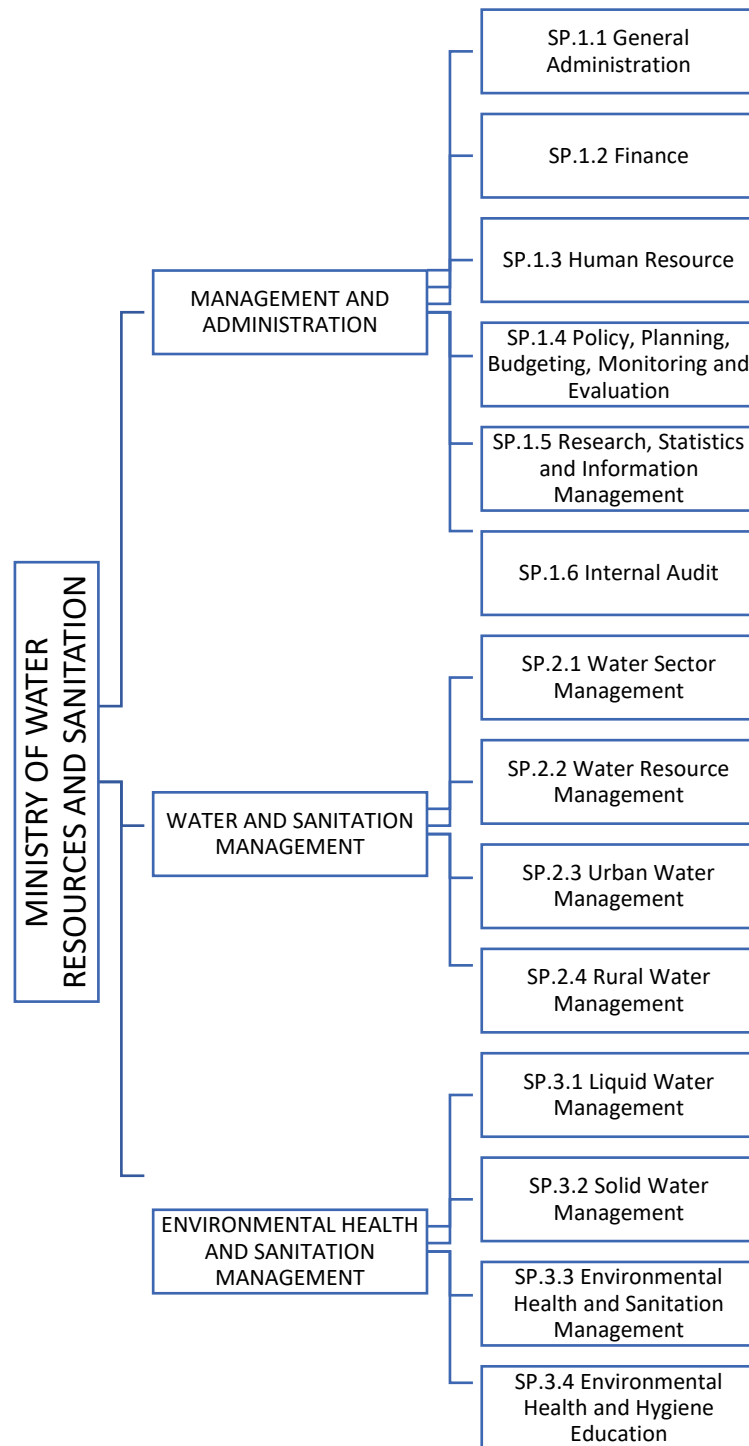 MINISTRY OF WATER
RESOURCES AND SANITATION
MANAGEMENT AND
ADMINISTRATION
SP.1.1 General
Administration
SP.1.2 Finance
SP.1.3 Human Resource
SP.1.4 Policy, Planning,
Budgeting, Monitoring and
Evaluation
SP.1.5 Research, Statistics
and Information
Management
SP.1.6 Internal Audit
WATER AND SANITATION
MANAGEMENT
SP.2.1 Water Sector
Management
SP.2.2 Water Resource
Management
SP.2.3 Urban Water
Management
SP.2.4 Rural Water
Management
ENVIRONMENTAL HEALTH
AND SANITATION
MANAGEMENT
SP.3.1 Liquid Water
Management
SP.3.2 Solid Water
Management
SP.3.3 Environmental
Health and Sanitation
Management
SP.3.4 Environmental
Health and Hygiene
Education